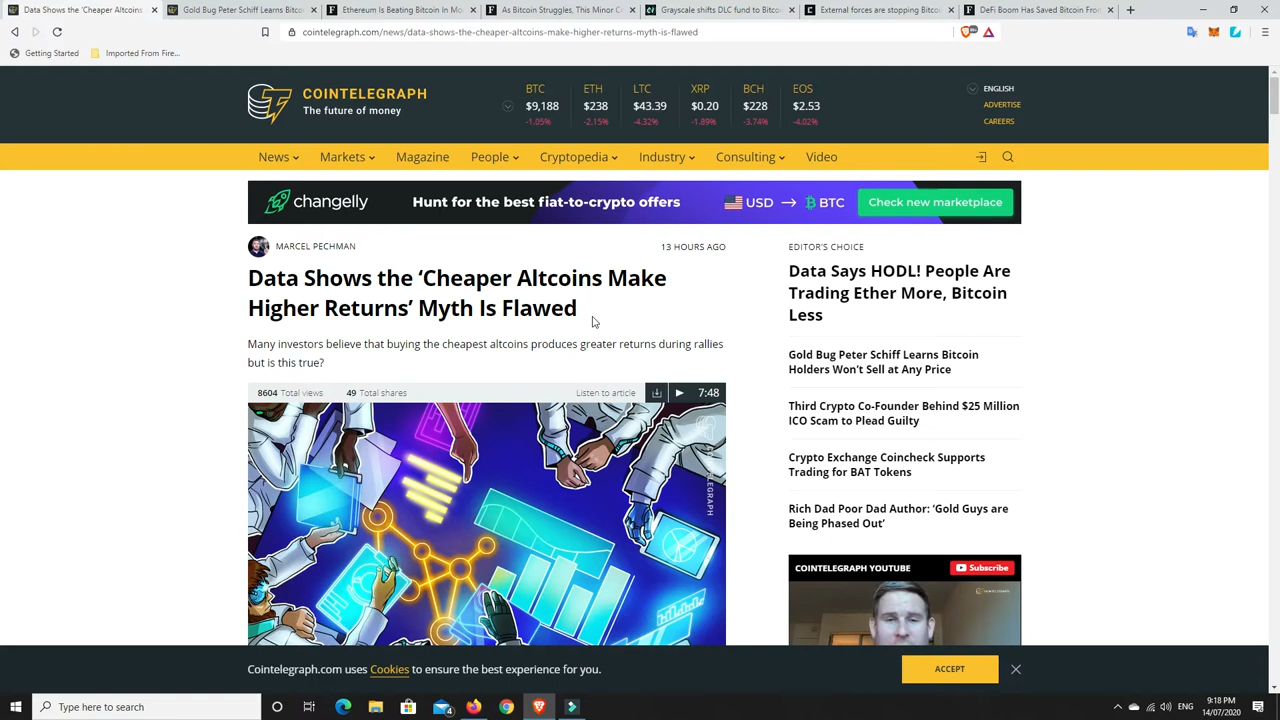 Data Shows the 'Cheaper Altcoins
Gold Bug Peter Schiff Learns Bitco
Ethereum Is Beating Bitcoin In Mo
As Bitcoin Struggles, This Minor C
Grayscale shifts DLC fund to Bitco
External forces are stopping Bitco
DeFi Boom Has Saved Bitcoin From
cointelegraph.com/news/data-shows-the-cheaper-altcoins-make-higher-returns-myth-is-flawed
Getting Started
Imported From Fire...
COINTELEGRAPH
The future of money
BTC ETH LTC XRP BCH EOS
$9,188 $238 $43.39 $0.20 $228 $2.53
-1.05% -2.15% -4.32% -1.89% -3.74% -4.02%
ENGLISH
ADVERTISE
CAREERS
News Markets Magazine People Cryptopedia Industry Consulting Video
changelly Hunt for the best fiat-to-crypto offers USD → BTC Check new marketplace
MARCEL PECHMAN
13 HOURS AGO
Data Shows the ‘Cheaper Altcoins Make
Higher Returns’ Myth Is Flawed
Many investors believe that buying the cheapest altcoins produces greater returns during rallies
but is this true?
8604 Total views 49 Total shares Listen to article 7:48
EDITOR'S CHOICE
Data Says HODL! People Are
Trading Ether More, Bitcoin
Less
Gold Bug Peter Schiff Learns Bitcoin
Holders Won’t Sell at Any Price
Third Crypto Co-Founder Behind $25 Million
ICO Scam to Plead Guilty
Crypto Exchange Coincheck Supports
Trading for BAT Tokens
Rich Dad Poor Dad Author: ‘Gold Guys are
Being Phased Out’
COINTELEGRAPH YOUTUBE
Subscribe
Cointelegraph.com uses Cookies to ensure the best experience for you.
ACCEPT
Type here to search
4
ENG
9:18 PM
14/07/2020